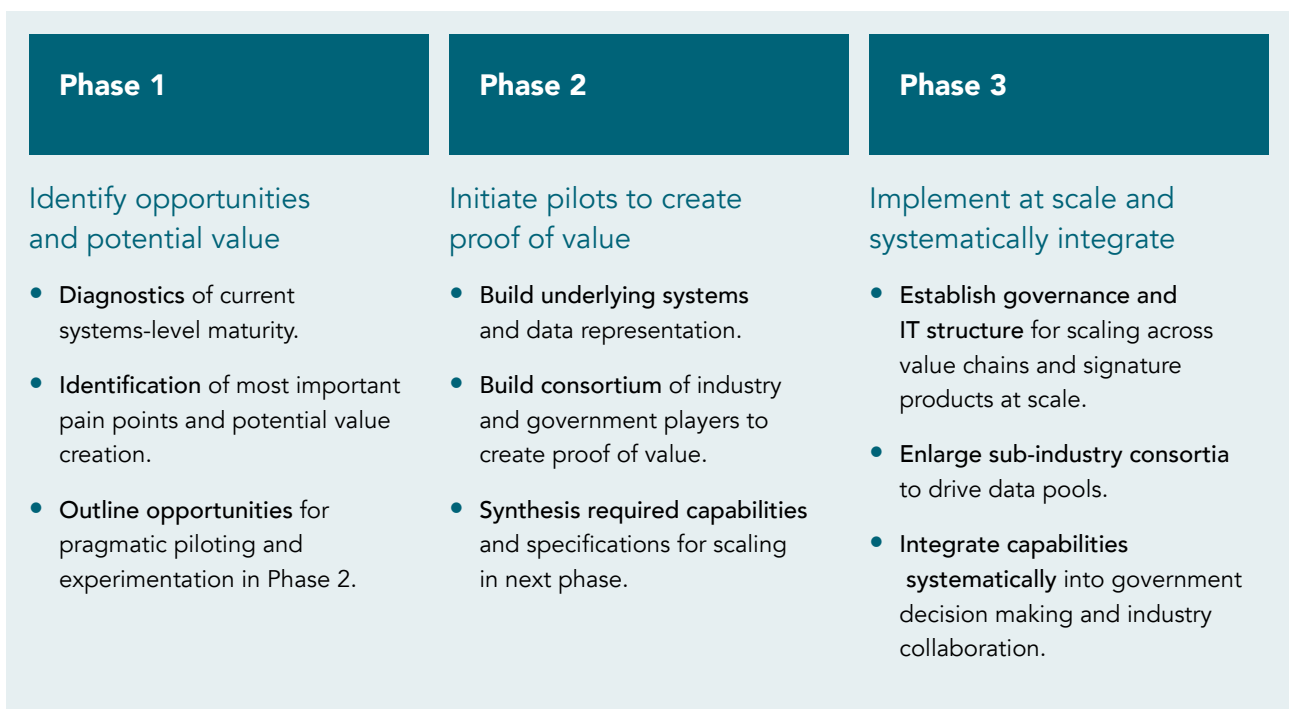 Phase 1
Identify opportunities
and potential value
• Diagnostics of current
systems-level maturity.
• Identification of most important
pain points and potential value
creation.
• Outline opportunities for
pragmatic piloting and
experimentation in Phase 2.
Phase 2
Initiate pilots to create
proof of value
• Build underlying systems
and data representation.
• Build consortium of industry
and government players to
create proof of value.
• Synthesis required capabilities
and specifications for scaling
in next phase.
Phase 3
Implement at scale and
systematically integrate
• Establish governance and
IT structure for scaling across
value chains and signature
products at scale.
• Enlarge sub-industry consortia
to drive data pools.
• Integrate capabilities
systematically into government
decision making and industry
collaboration.